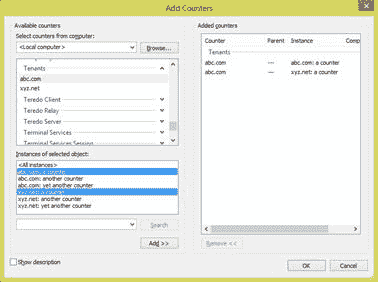 Add Counters
Available counters
Select counters from computer:
<Local computer>
Browse...
Tenants
abc.com
xyz.net
Teredo Client
Teredo Relay
Teredo Server
Terminal Services
Terminal Services Session
Instances of selected object:
<All instances>
abc.com: a counter
abc.com: another counter
abc.com: yet another counter
xyz.net: a counter
xyz.net: another counter
xyz.net: yet another counter
Search
Add >>
Show description
Added counters
Counter Parent Instance Comp
Tenants
abc.com --- abc.com: a counter
abc.com --- xyz.net: a counter
Remove <<
OK
Cancel